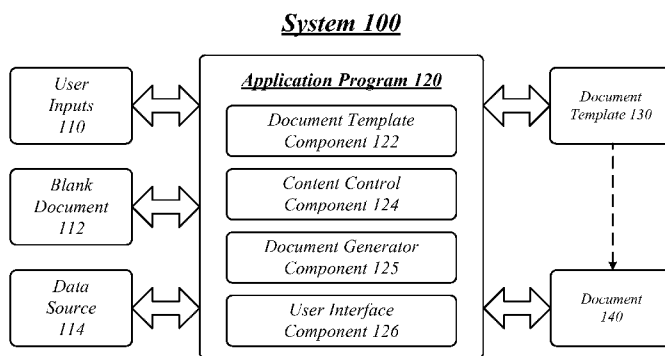 System 100
User
Inputs
110
Blank
Document
112
Data
Source
114
Application Program 120
Document Template
Component 122
Content Control
Component 124
Document Generator
Component 125
User Interface
Component 126
Document
Template 130
Document
140